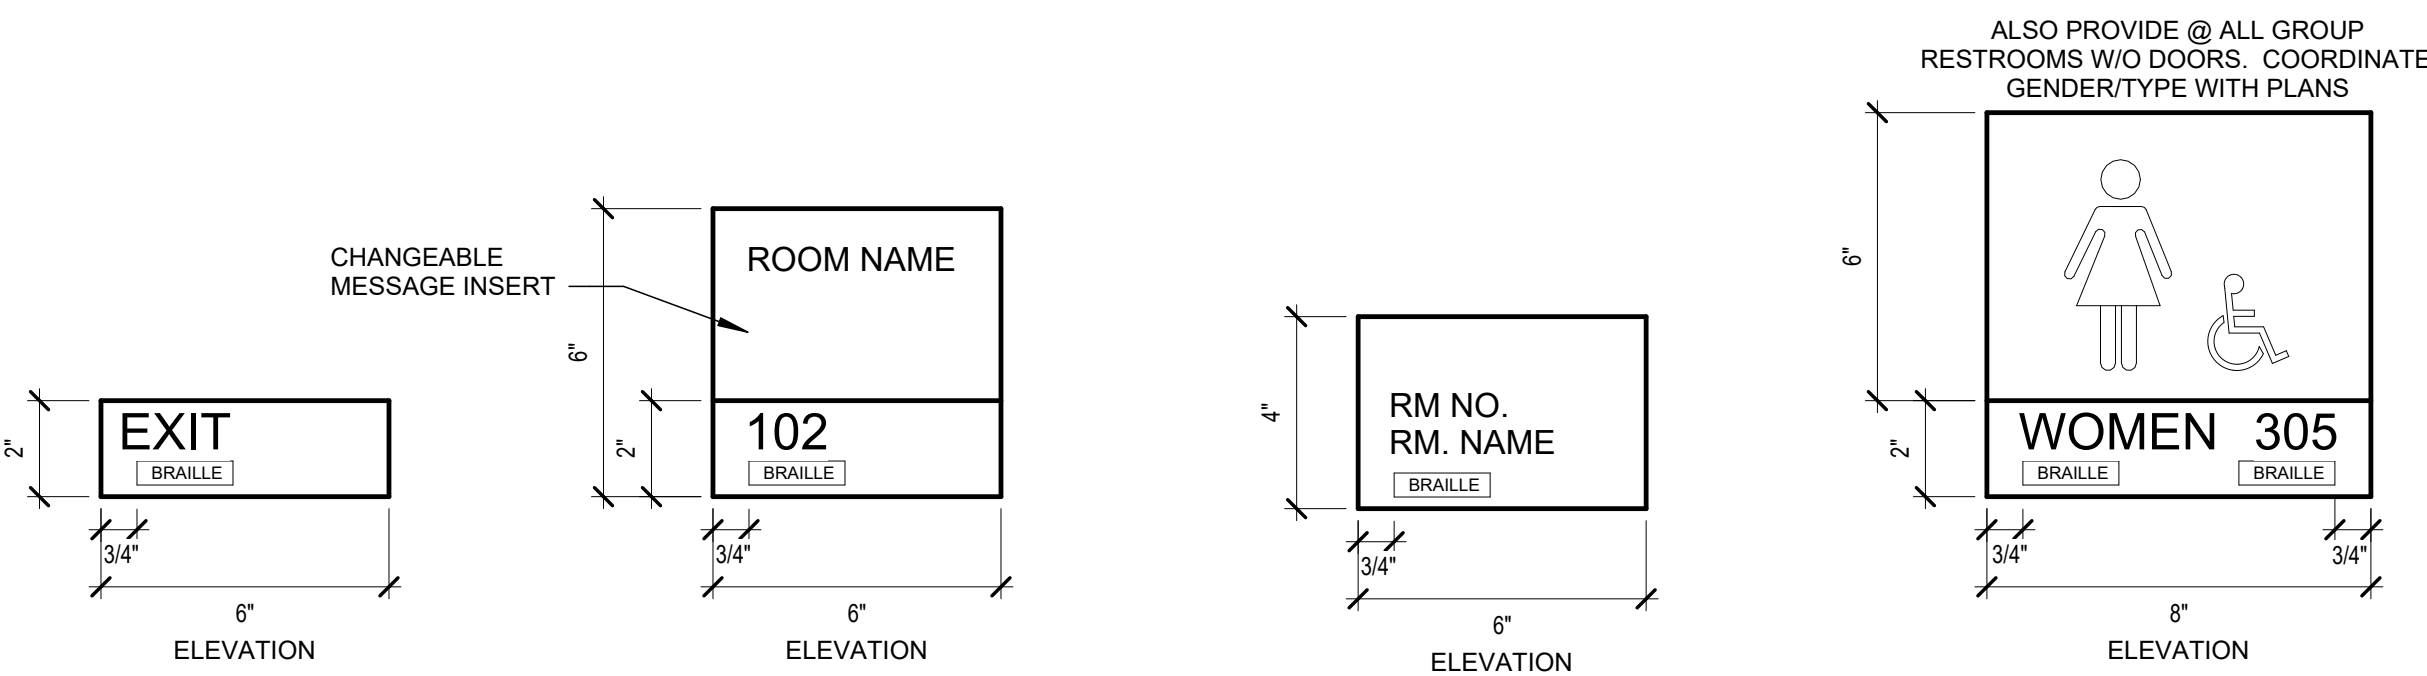 2"
EXIT
BRAILLE
3/4"
6"
ELEVATION
CHANGEABLE
MESSAGE INSERT
6"
2"
ROOM NAME
102
BRAILLE
3/4"
6"
ELEVATION
4"
RM NO.
RM. NAME
BRAILLE
3/4"
6"
ELEVATION
ALSO PROVIDE @ ALL GROUP
RESTROOMS W/O DOORS. COORDINATE
GENDER/TYPE WITH PLANS
6"
2"
WOMEN 305
BRAILLE BRAILLE
3/4" 3/4"
8"
ELEVATION